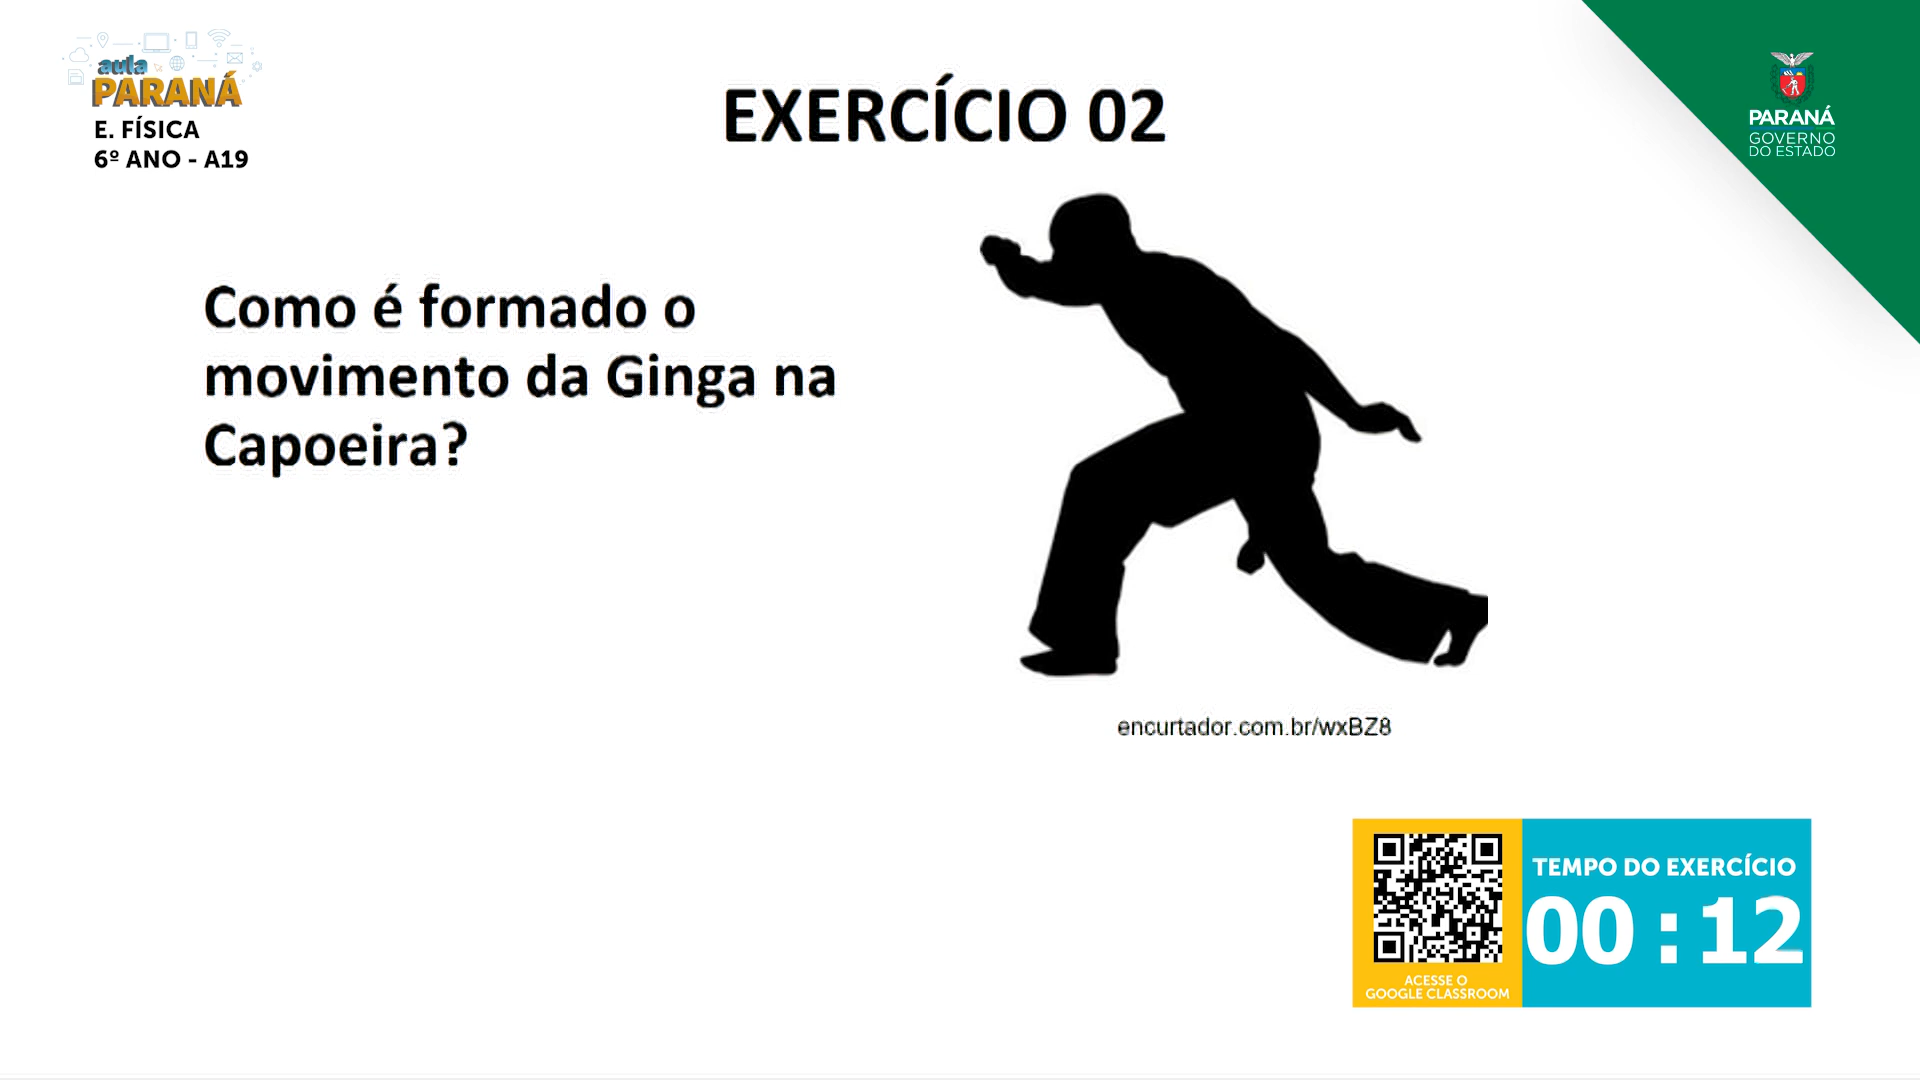 aula
PARANÁ
E. FÍSICA
6º ANO - A19
EXERCÍCIO 02
PARANÁ
GOVERNO
DO ESTADO
Como é formado o
movimento da Ginga na
Capoeira?
encurtador.com.br/wxBZ8
TEMPO DO EXERCÍCIO
00:12
ACESSE O
GOOGLE CLASSROOM